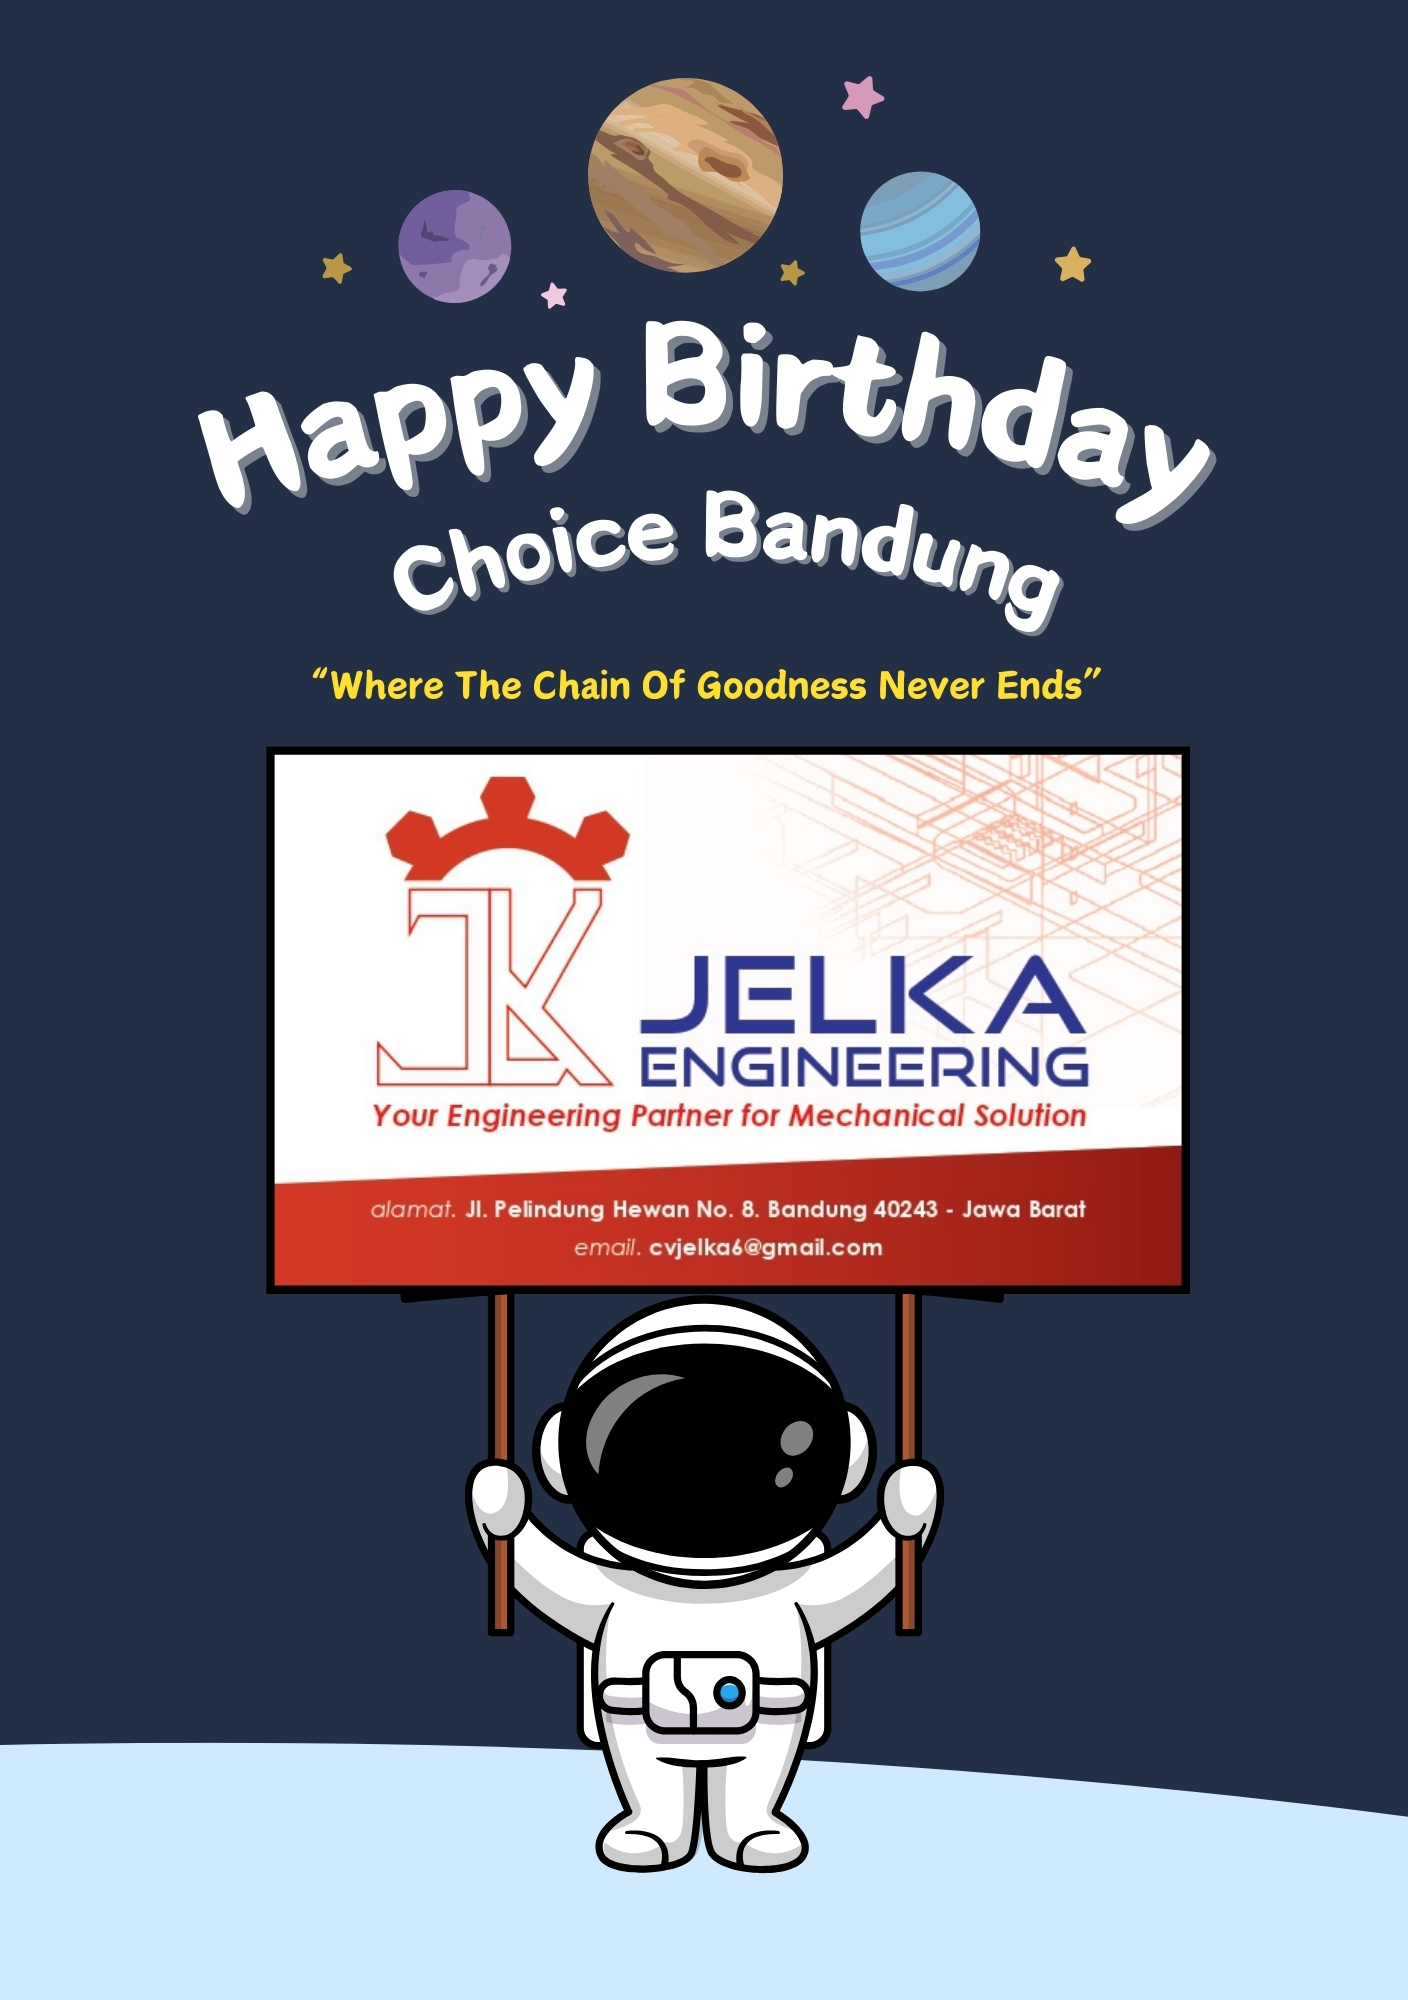 Happy Birthday
Choice Bandung
“Where The Chain Of Goodness Never Ends”
JK
JELKA
ENGINEERING
Your Engineering Partner for Mechanical Solution
alamat. Jl. Pelindung Hewan No. 8. Bandung 40243 - Jawa Barat
email. cvjelka6@gmail.com